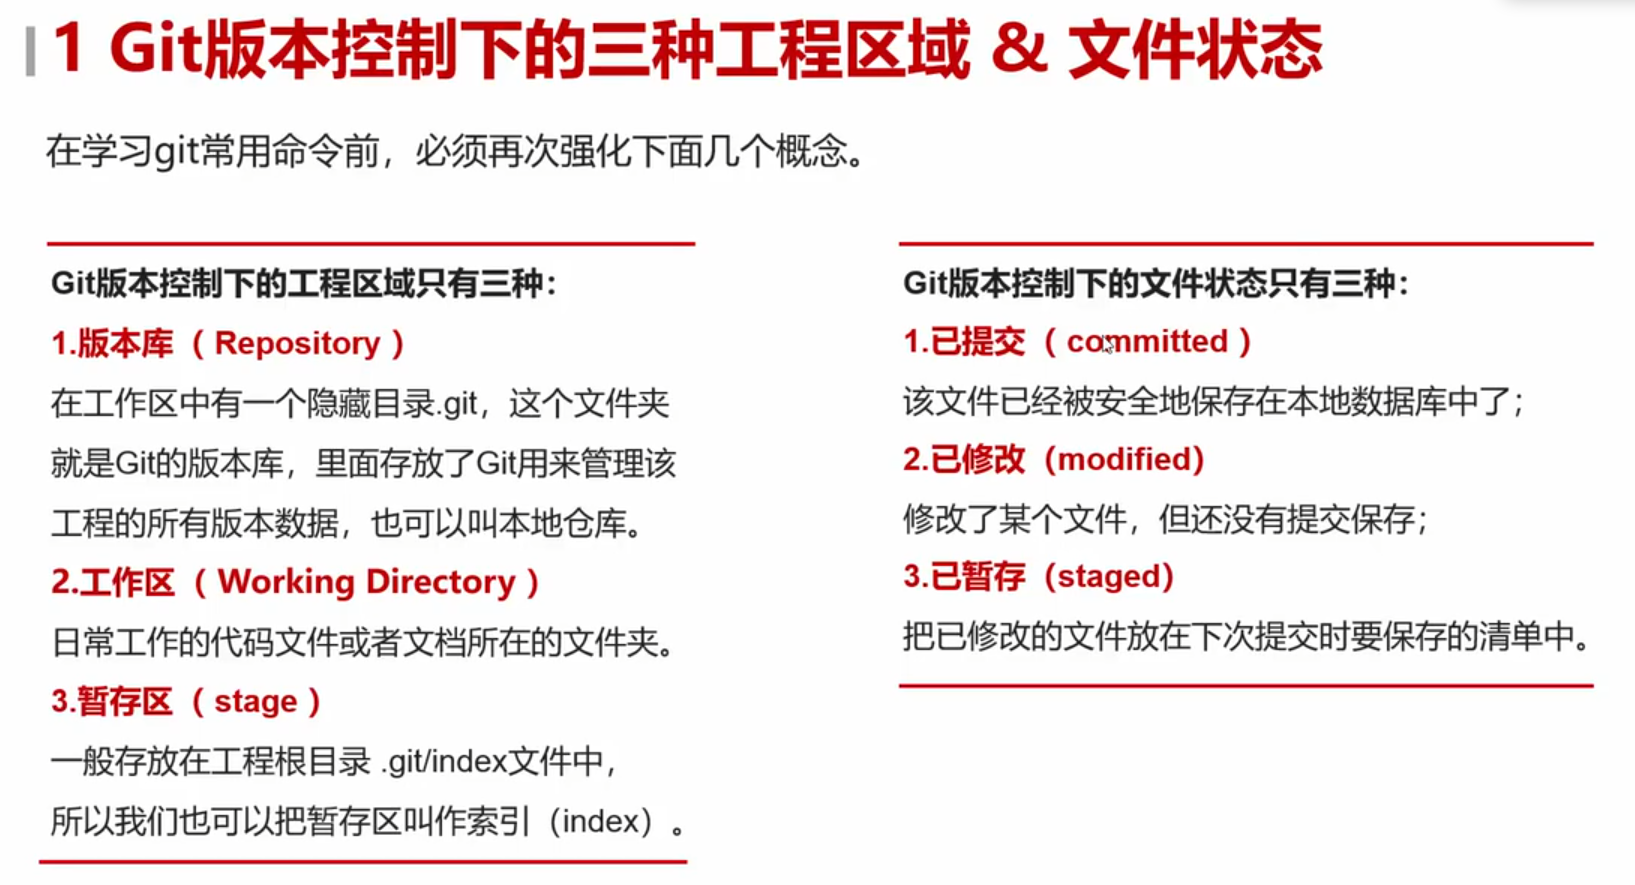 1 Git版本控制下的三种工程区域 & 文件状态
在学习git常用命令前，必须再次强化下面几个概念。
Git版本控制下的工程区域只有三种：
1.版本库（ Repository ）
在工作区中有一个隐藏目录.git，这个文件夹
就是Git的版本库，里面存放了Git用来管理该
工程的所有版本数据，也可以叫本地仓库。
2.工作区（ Working Directory ）
日常工作的代码文件或者文档所在的文件夹。
3.暂存区（ stage ）
一般存放在工程根目录 .git/index文件中，
所以我们也可以把暂存区叫作索引（index）。
Git版本控制下的文件状态只有三种：
1.已提交（ committed ）
该文件已经被安全地保存在本地数据库中了；
2.已修改（modified）
修改了某个文件，但还没有提交保存；
3.已暂存（staged）
把已修改的文件放在下次提交时要保存的清单中。